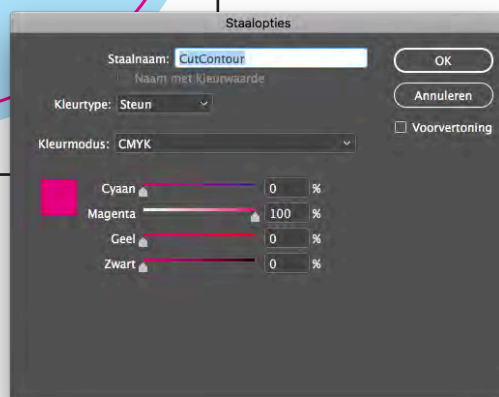 Staalopties
Staalnaam: CutContour
Naam met kleurwaarde
Kleurtype: Steun
Kleurmodus: CMYK
Cyaan 0 %
Magenta 100 %
Geel 0 %
Zwart 0 %
OK
Annuleren
Voorvertoning